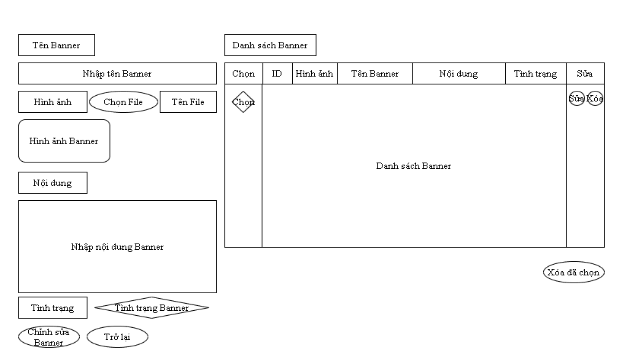 Tên Banner
Nhập tên Banner
Hình ảnh
Chọn File
Tên File
Hình ảnh Banner
Nội dung
Nhập nội dung Banner
Tình trạng
Tình trạng Banner
Chỉnh sửa
Banner
Trở lại
Danh sách Banner
Chọn ID Hình ảnh Tên Banner Nội dung Tình trạng Sửa
Chọn
Sửa Xóa
Danh sách Banner
Xóa đã chọn